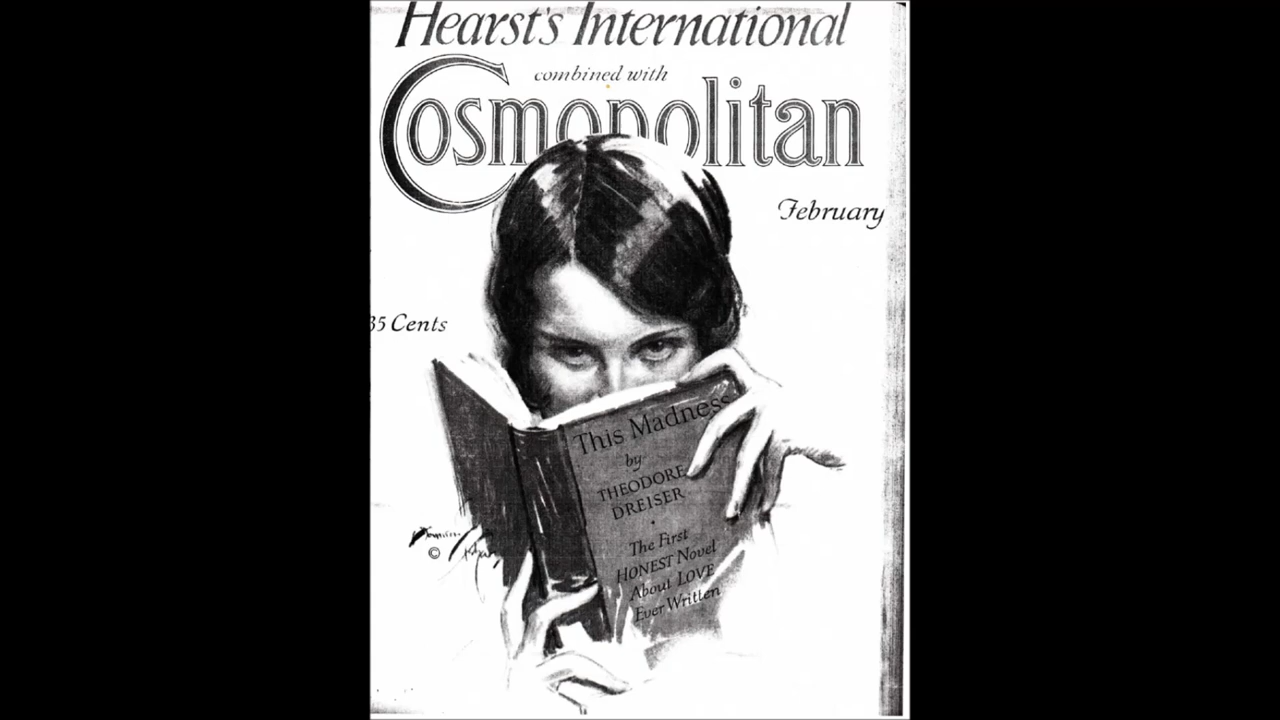 Hearst's International
combined with
Cosmopolitan
February
35 Cents
This Madness
by
THEODORE
DREISER
•
The First
HONEST Novel
About LOVE
Ever Written
©